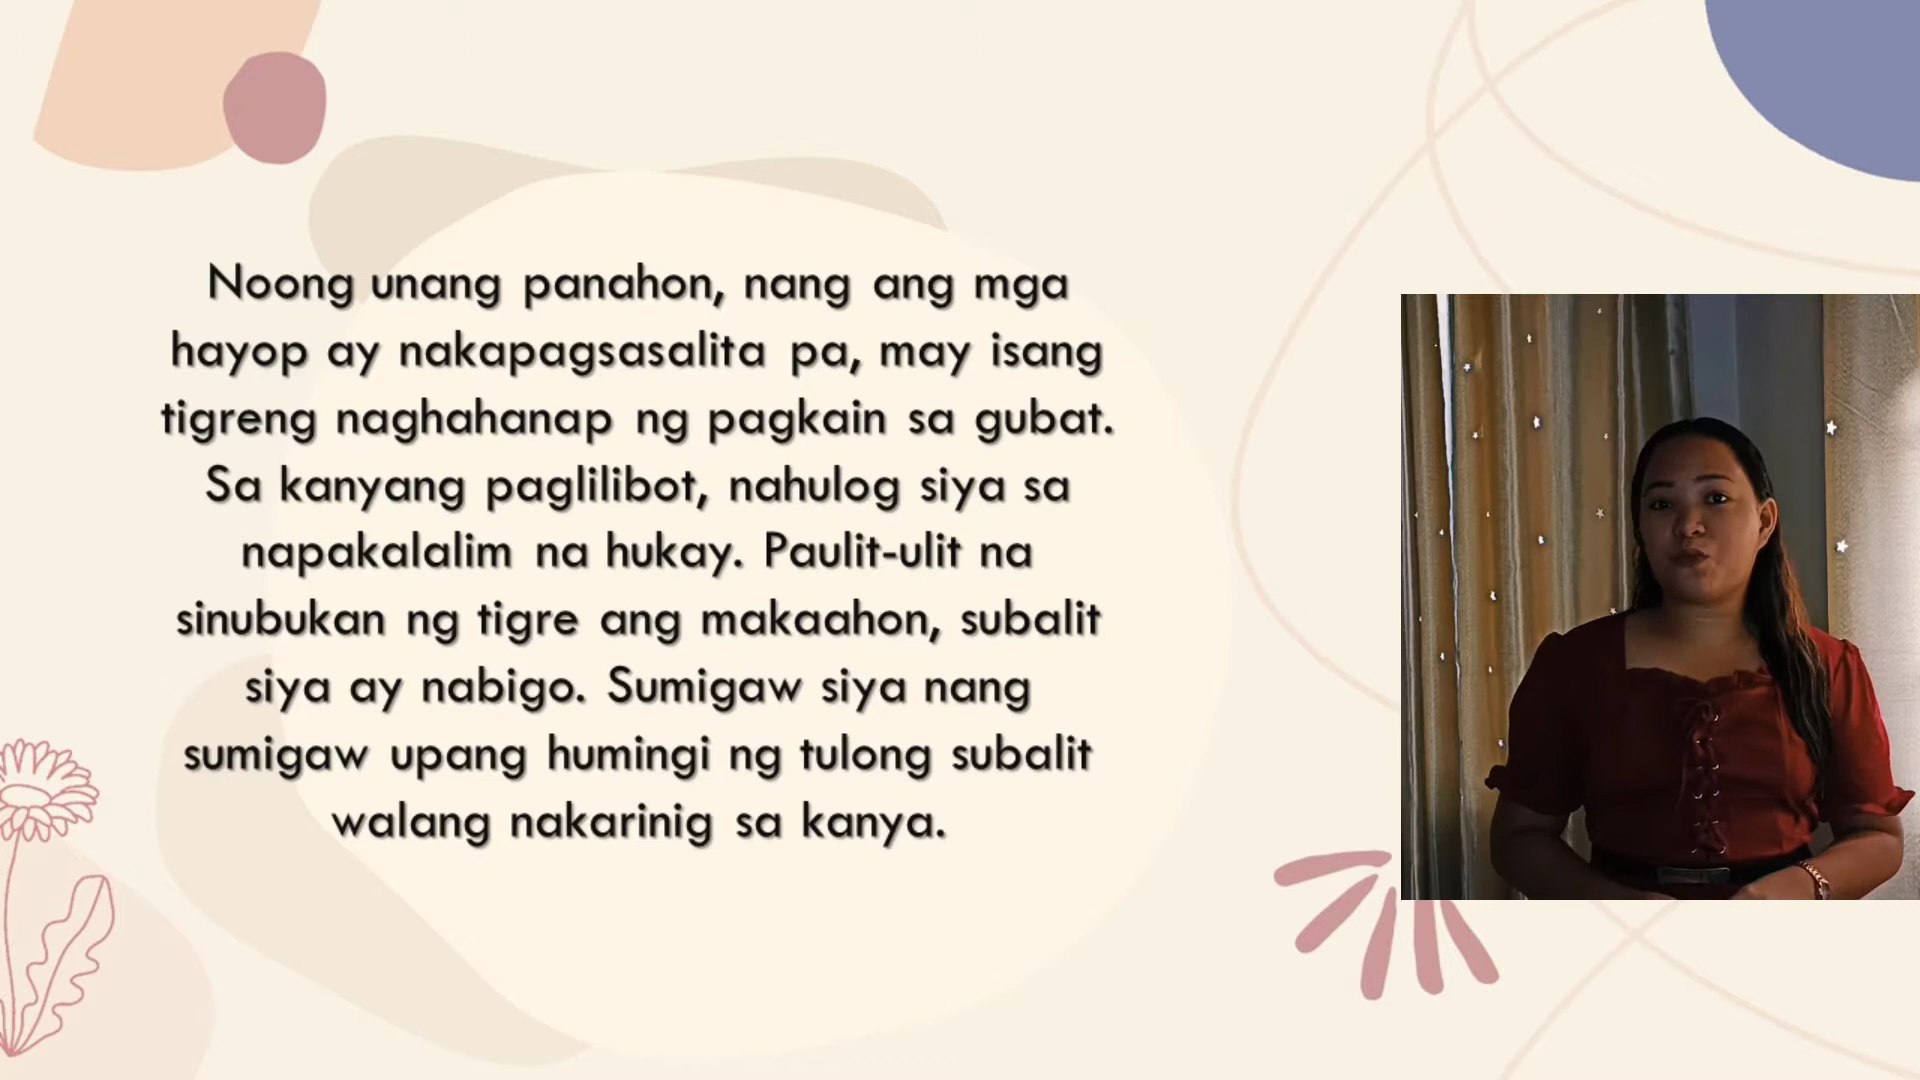 Noong unang panahon, nang ang mga
hayop ay nakapagsasalita pa, may isang
tigreng naghahanap ng pagkain sa gubat.
Sa kanyang paglilibot, nahulog siya sa
napakalalim na hukay. Paulit-ulit na
sinubukan ng tigre ang makaahon, subalit
siya ay nabigo. Sumigaw siya nang
sumigaw upang humingi ng tulong subalit
walang nakarinig sa kanya.